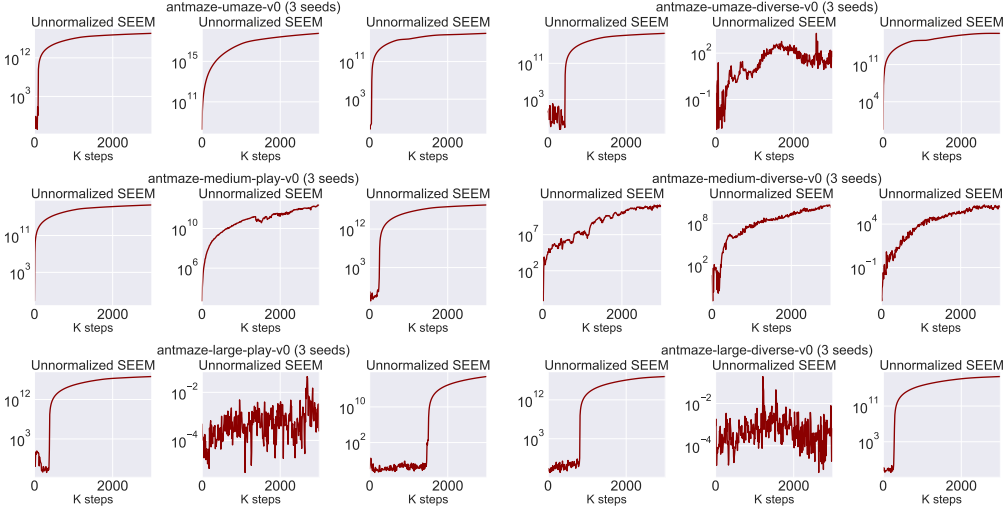 antmaze-umaze-v0 (3 seeds)
antmaze-umaze-diverse-v0 (3 seeds)
Unnormalized SEEM Unnormalized SEEM Unnormalized SEEM Unnormalized SEEM Unnormalized SEEM Unnormalized SEEM
10^12 10^15 10^12 10^11 10^2 10^11
10^3 10^11 10^3 10^3 10^−1 10^4
0 2000 0 2000 0 2000 0 2000 0 2000 0 2000
K steps K steps K steps K steps K steps K steps
antmaze-medium-play-v0 (3 seeds)
antmaze-medium-diverse-v0 (3 seeds)
Unnormalized SEEM Unnormalized SEEM Unnormalized SEEM Unnormalized SEEM Unnormalized SEEM Unnormalized SEEM
10^11 10^10 10^12 10^7 10^8 10^4
10^3 10^6 10^3 10^2 10^2 10^−1
0 2000 0 2000 0 2000 0 2000 0 2000 0 2000
K steps K steps K steps K steps K steps K steps
antmaze-large-play-v0 (3 seeds)
antmaze-large-diverse-v0 (3 seeds)
Unnormalized SEEM Unnormalized SEEM Unnormalized SEEM Unnormalized SEEM Unnormalized SEEM Unnormalized SEEM
10^12 10^−2 10^10 10^12 10^−2 10^11
10^3 10^−4 10^2 10^3 10^−4 10^3
0 2000 0 2000 0 2000 0 2000 0 2000 0 2000
K steps K steps K steps K steps K steps K steps